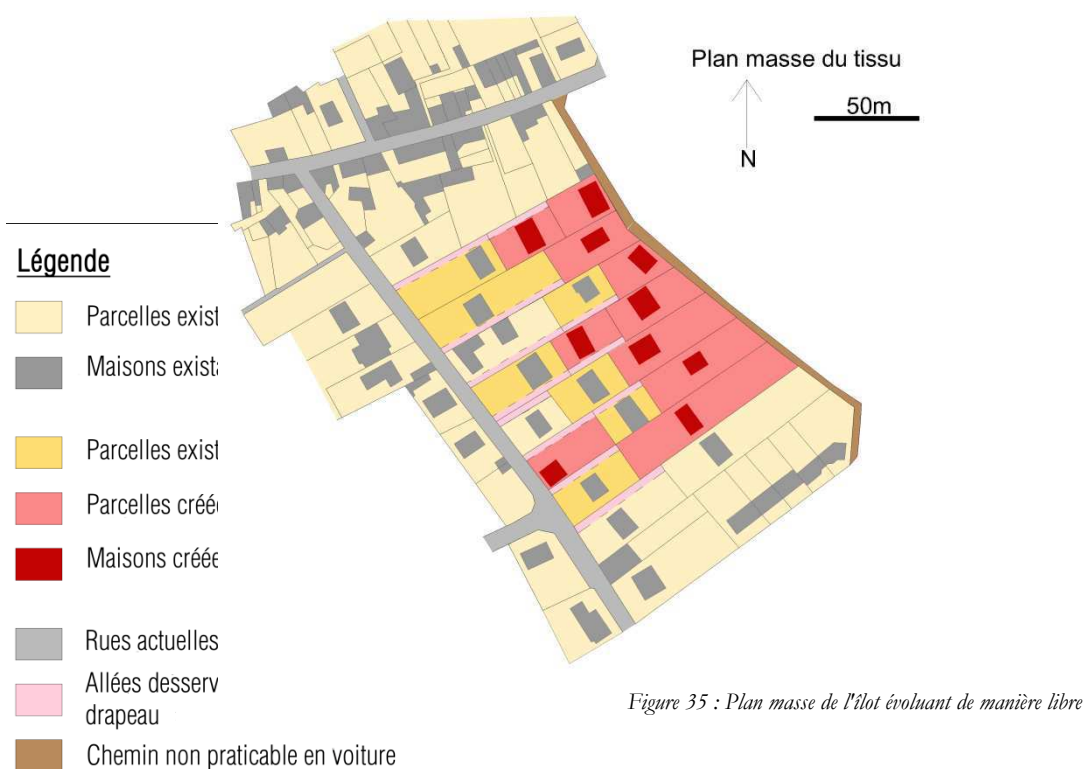 Plan masse du tissu
50m
N
Légende
Parcelles exist
Maisons exista
Parcelles exist
Parcelles créée
Maisons créée
Rues actuelles
Allées desserv
drapeau
Chemin non praticable en voiture
Figure 35 : Plan masse de l'îlot évoluant de manière libre